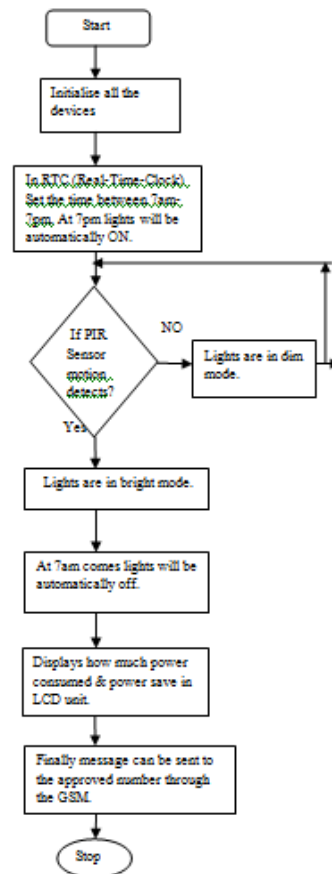 Start
Initialise all the
devices
In RTC (Real-Time-Clock),
Set the time between 7am-
7pm, At 7pm lights will be
automatically ON.
If PIR
Sensor
motion
detects?
NO
Lights are in dim
mode.
Yes
Lights are in bright mode.
At 7am comes lights will be
automatically off.
Displays how much power
consumed & power save in
LCD unit.
Finally message can be sent to
the approved number through
the GSM.
Stop